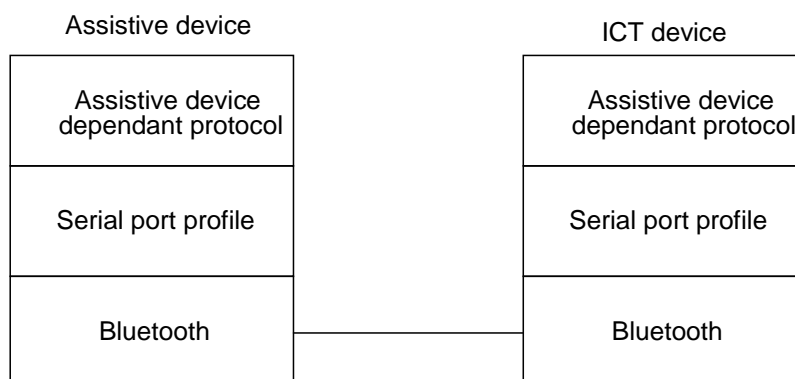 Assistive device
ICT device
Assistive device
dependant protocol
Assistive device
dependant protocol
Serial port profile
Serial port profile
Bluetooth
Bluetooth